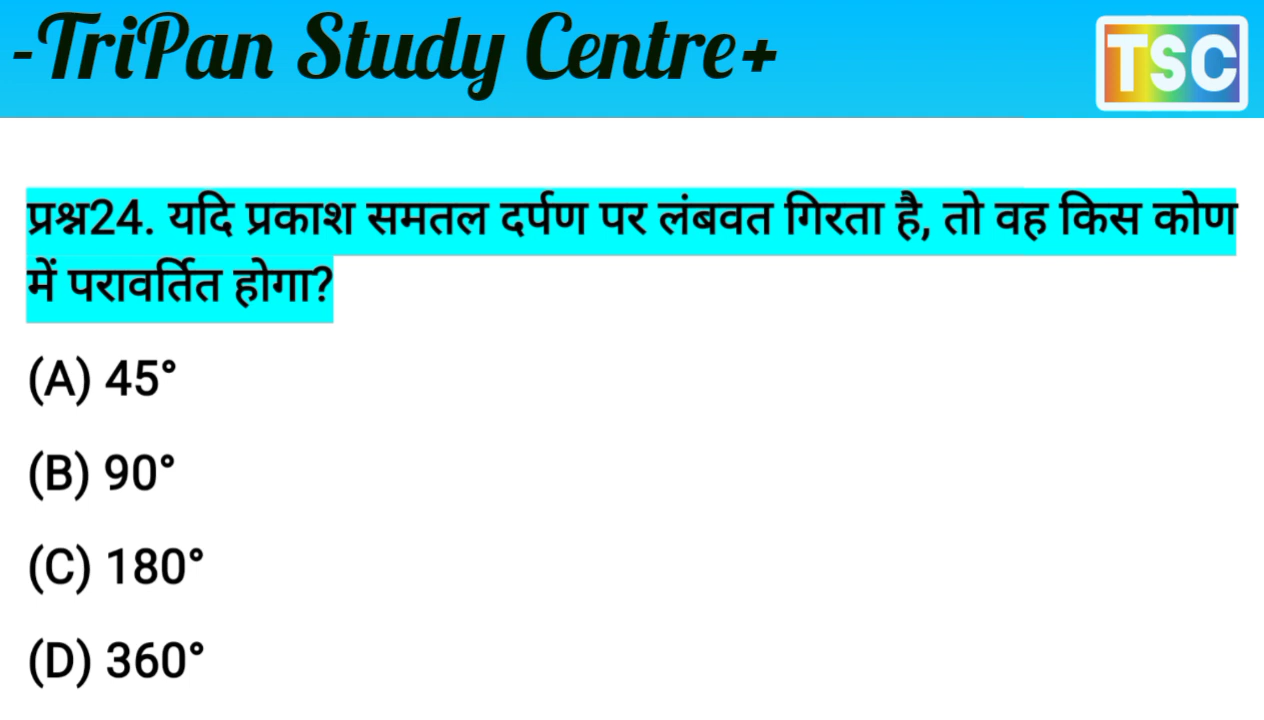 -TriPan Study Centre+
TSC
प्रश्न24. यदि प्रकाश समतल दर्पण पर लंबवत गिरता है, तो वह किस कोण
में परावर्तित होगा?
(A) 45°
(B) 90°
(C) 180°
(D) 360°